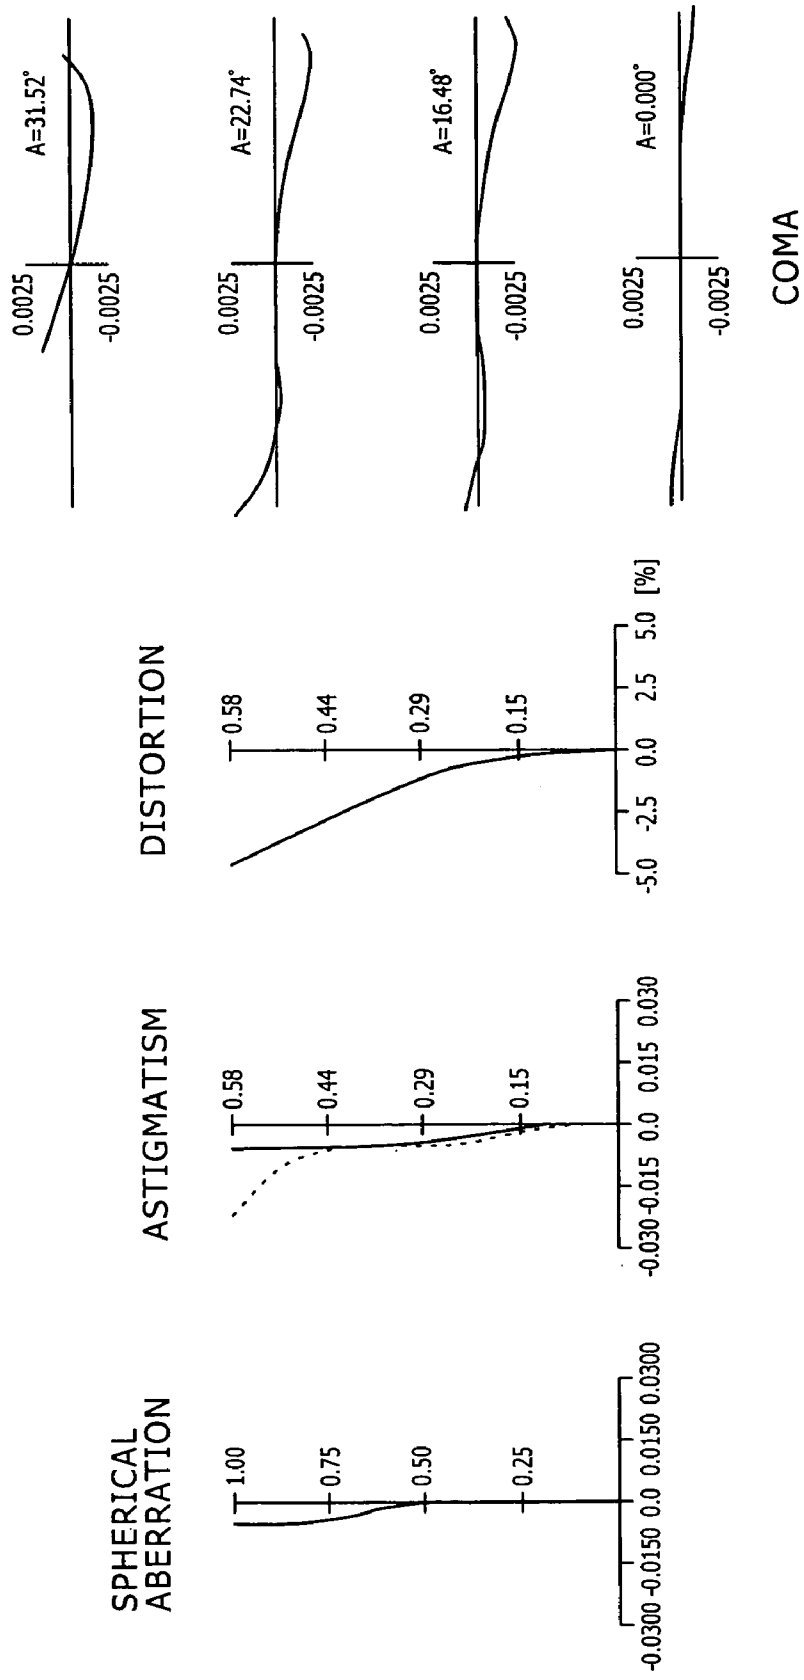 SPHERICAL
ABERRATION
1.00
0.75
0.50
0.25
-0.0300 -0.0150 0.0 0.0150 0.0300
ASTIGMATISM
0.58
0.44
0.29
0.15
-0.030 -0.015 0.0 0.015 0.030
DISTORTION
0.58
0.44
0.29
0.15
-5.0 -2.5 0.0 2.5 5.0 [%]
0.0025
A=31.52°
-0.0025
0.0025
A=22.74°
-0.0025
0.0025
A=16.48°
-0.0025
0.0025
A=0.000°
-0.0025
COMA